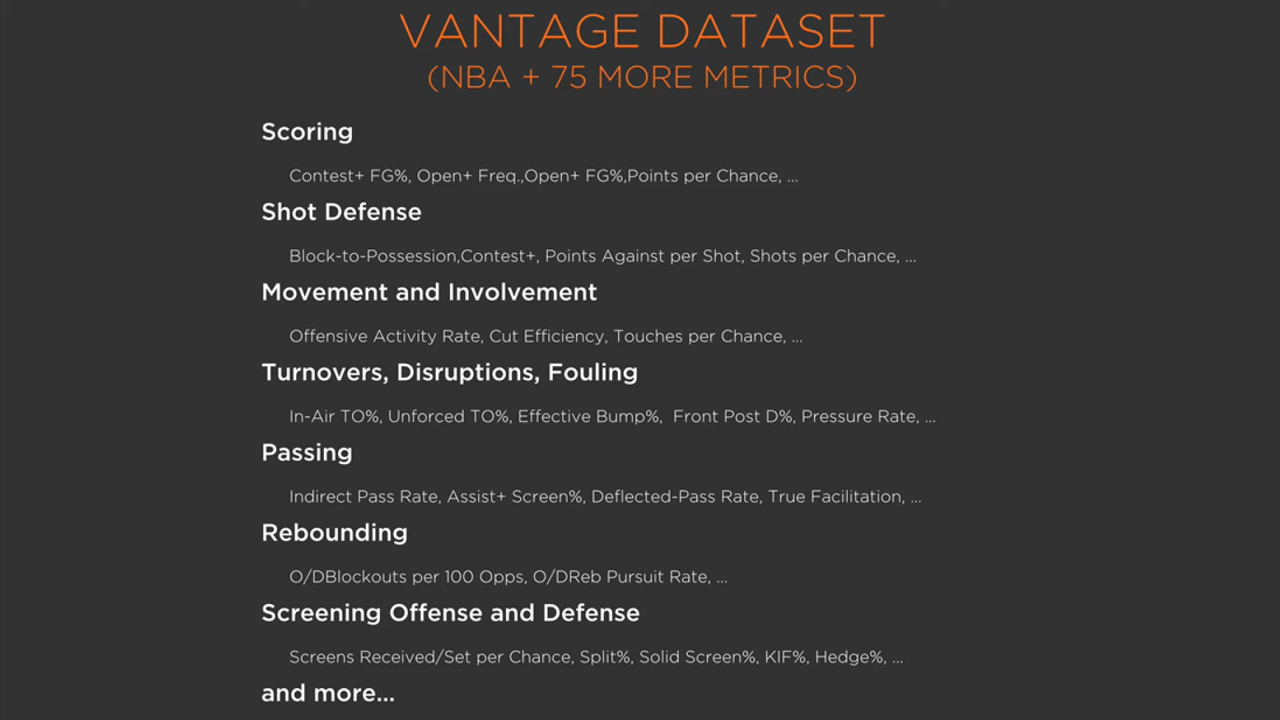 VANTAGE DATASET
(NBA + 75 MORE METRICS)
Scoring
Contest+ FG%, Open+ Freq.,Open+ FG%,Points per Chance, ...
Shot Defense
Block-to-Possession,Contest+, Points Against per Shot, Shots per Chance, ...
Movement and Involvement
Offensive Activity Rate, Cut Efficiency, Touches per Chance, ...
Turnovers, Disruptions, Fouling
In-Air TO%, Unforced TO%, Effective Bump%,  Front Post D%, Pressure Rate, ...
Passing
Indirect Pass Rate, Assist+ Screen%, Deflected-Pass Rate, True Facilitation, ...
Rebounding
O/DBlockouts per 100 Opps, O/DReb Pursuit Rate, ...
Screening Offense and Defense
Screens Received/Set per Chance, Split%, Solid Screen%, KIF%, Hedge%, ...
and more...